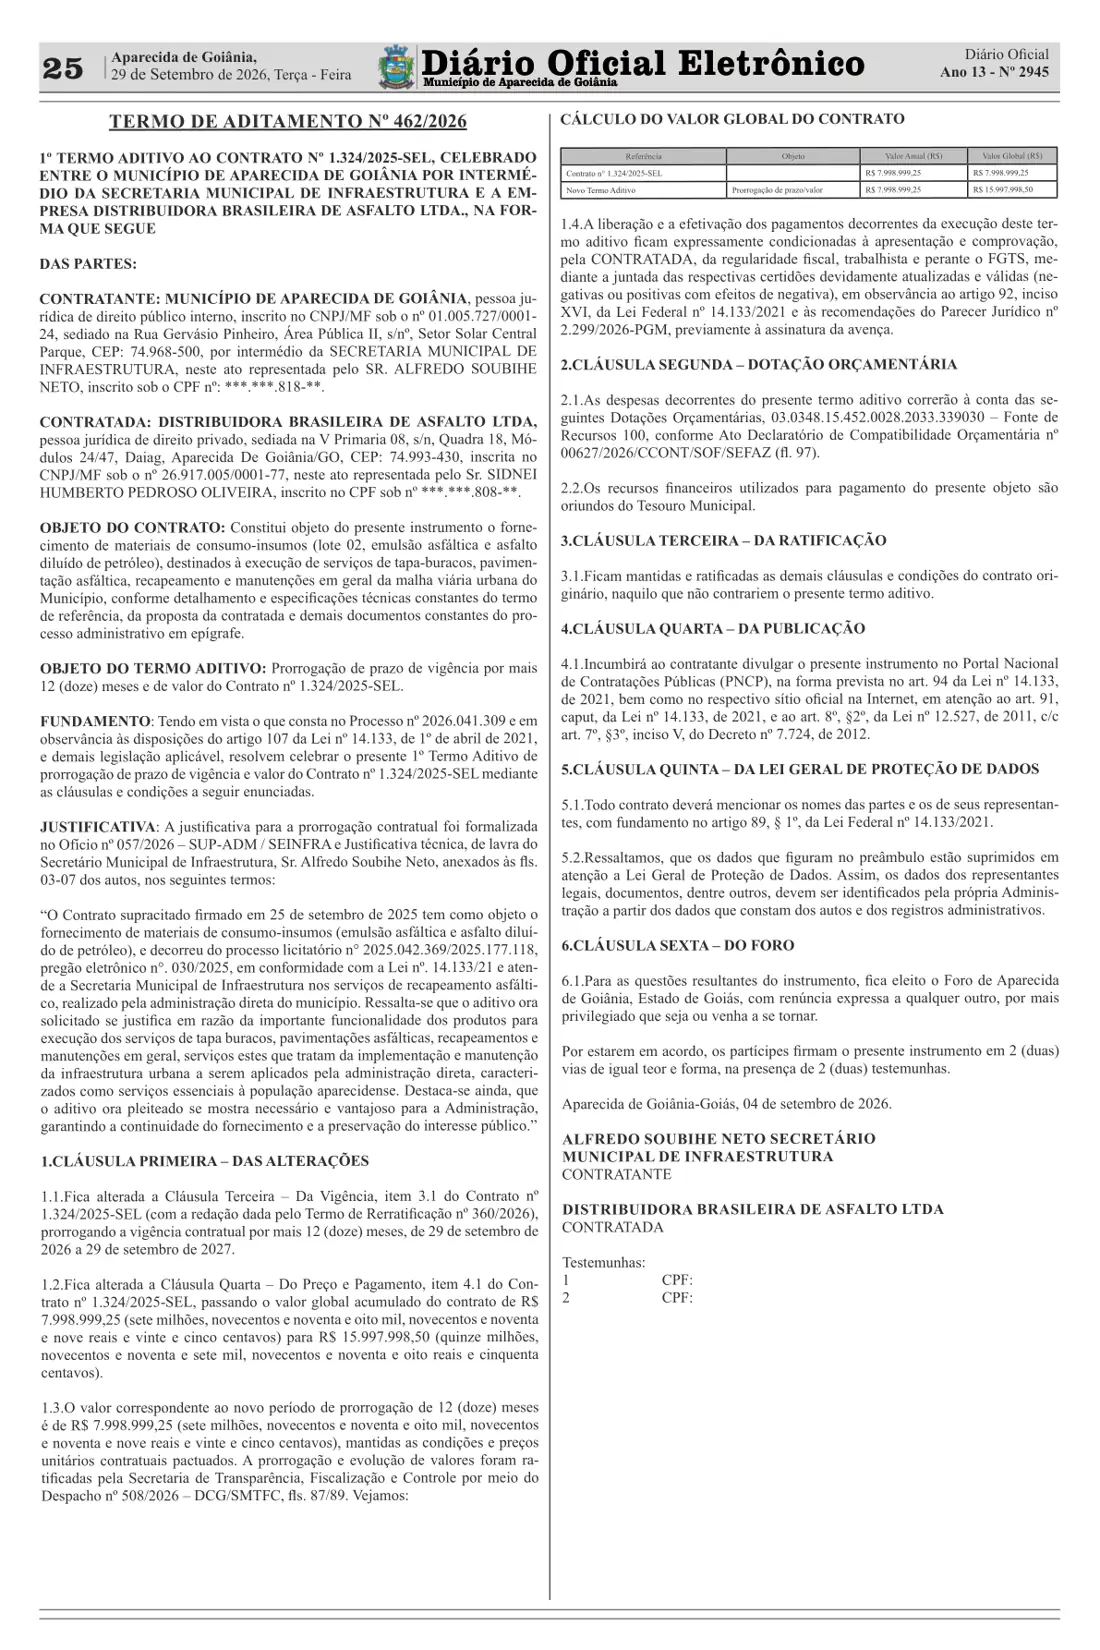 25
Aparecida de Goiânia,
29 de Setembro de 2026, Terça - Feira
Diário Oficial Eletrônico
Município de Aparecida de Goiânia
Diário Oficial
Ano 13 - Nº 2945
TERMO DE ADITAMENTO Nº 462/2026
1º TERMO ADITIVO AO CONTRATO Nº 1.324/2025-SEL, CELEBRADO
ENTRE O MUNICÍPIO DE APARECIDA DE GOIÂNIA POR INTERMÉ-
DIO DA SECRETARIA MUNICIPAL DE INFRAESTRUTURA E A EM-
PRESA DISTRIBUIDORA BRASILEIRA DE ASFALTO LTDA., NA FOR-
MA QUE SEGUE
DAS PARTES:
CONTRATANTE: MUNICÍPIO DE APARECIDA DE GOIÂNIA, pessoa ju-
rídica de direito público interno, inscrito no CNPJ/MF sob o nº 01.005.727/0001-
24, sediado na Rua Gervásio Pinheiro, Área Pública II, s/nº, Setor Solar Central
Parque, CEP: 74.968-500, por intermédio da SECRETARIA MUNICIPAL DE
INFRAESTRUTURA, neste ato representada pelo SR. ALFREDO SOUBIHE
NETO, inscrito sob o CPF nº: ***.***.818-**.
CONTRATADA: DISTRIBUIDORA BRASILEIRA DE ASFALTO LTDA,
pessoa jurídica de direito privado, sediada na V Primaria 08, s/n, Quadra 18, Mó-
dulos 24/47, Daiag, Aparecida De Goiânia/GO, CEP: 74.993-430, inscrita no
CNPJ/MF sob o nº 26.917.005/0001-77, neste ato representada pelo Sr. SIDNEI
HUMBERTO PEDROSO OLIVEIRA, inscrito no CPF sob nº ***.***.808-**.
OBJETO DO CONTRATO: Constitui objeto do presente instrumento o forne-
cimento de materiais de consumo-insumos (lote 02, emulsão asfáltica e asfalto
diluído de petróleo), destinados à execução de serviços de tapa-buracos, pavimen-
tação asfáltica, recapeamento e manutenções em geral da malha viária urbana do
Município, conforme detalhamento e especificações técnicas constantes do termo
de referência, da proposta da contratada e demais documentos constantes do pro-
cesso administrativo em epígrafe.
OBJETO DO TERMO ADITIVO: Prorrogação de prazo de vigência por mais
12 (doze) meses e de valor do Contrato nº 1.324/2025-SEL.
FUNDAMENTO: Tendo em vista o que consta no Processo nº 2026.041.309 e em
observância às disposições do artigo 107 da Lei nº 14.133, de 1º de abril de 2021,
e demais legislação aplicável, resolvem celebrar o presente 1º Termo Aditivo de
prorrogação de prazo de vigência e valor do Contrato nº 1.324/2025-SEL mediante
as cláusulas e condições a seguir enunciadas.
JUSTIFICATIVA: A justificativa para a prorrogação contratual foi formalizada
no Ofício nº 057/2026 – SUP-ADM / SEINFRA e Justificativa técnica, de lavra do
Secretário Municipal de Infraestrutura, Sr. Alfredo Soubihe Neto, anexados às fls.
03-07 dos autos, nos seguintes termos:
“O Contrato supracitado firmado em 25 de setembro de 2025 tem como objeto o
fornecimento de materiais de consumo-insumos (emulsão asfáltica e asfalto diluí-
do de petróleo), e decorreu do processo licitatório n° 2025.042.369/2025.177.118,
pregão eletrônico n°. 030/2025, em conformidade com a Lei nº. 14.133/21 e aten-
de a Secretaria Municipal de Infraestrutura nos serviços de recapeamento asfálti-
co, realizado pela administração direta do município. Ressalta-se que o aditivo ora
solicitado se justifica em razão da importante funcionalidade dos produtos para
execução dos serviços de tapa buracos, pavimentações asfálticas, recapeamentos e
manutenções em geral, serviços estes que tratam da implementação e manutenção
da infraestrutura urbana a serem aplicados pela administração direta, caracteri-
zados como serviços essenciais à população aparecidense. Destaca-se ainda, que
o aditivo ora pleiteado se mostra necessário e vantajoso para a Administração,
garantindo a continuidade do fornecimento e a preservação do interesse público.”
1.CLÁUSULA PRIMEIRA – DAS ALTERAÇÕES
1.1.Fica alterada a Cláusula Terceira – Da Vigência, item 3.1 do Contrato nº
1.324/2025-SEL (com a redação dada pelo Termo de Rerratificação nº 360/2026),
prorrogando a vigência contratual por mais 12 (doze) meses, de 29 de setembro de
2026 a 29 de setembro de 2027.
1.2.Fica alterada a Cláusula Quarta – Do Preço e Pagamento, item 4.1 do Con-
trato nº 1.324/2025-SEL, passando o valor global acumulado do contrato de R$
7.998.999,25 (sete milhões, novecentos e noventa e oito mil, novecentos e noventa
e nove reais e vinte e cinco centavos) para R$ 15.997.998,50 (quinze milhões,
novecentos e noventa e sete mil, novecentos e noventa e oito reais e cinquenta
centavos).
1.3.O valor correspondente ao novo período de prorrogação de 12 (doze) meses
é de R$ 7.998.999,25 (sete milhões, novecentos e noventa e oito mil, novecentos
e noventa e nove reais e vinte e cinco centavos), mantidas as condições e preços
unitários contratuais pactuados. A prorrogação e evolução de valores foram ra-
tificadas pela Secretaria de Transparência, Fiscalização e Controle por meio do
Despacho nº 508/2026 – DCG/SMTFC, fls. 87/89. Vejamos:
CÁLCULO DO VALOR GLOBAL DO CONTRATO
Referência Objeto Valor Anual (R$) Valor Global (R$)
Contrato n° 1.324/2025-SEL R$ 7.998.999,25 R$ 7.998.999,25
Novo Termo Aditivo Prorrogação de prazo/valor R$ 7.998.999,25 R$ 15.997.998,50
1.4.A liberação e a efetivação dos pagamentos decorrentes da execução deste ter-
mo aditivo ficam expressamente condicionadas à apresentação e comprovação,
pela CONTRATADA, da regularidade fiscal, trabalhista e perante o FGTS, me-
diante a juntada das respectivas certidões devidamente atualizadas e válidas (ne-
gativas ou positivas com efeitos de negativa), em observância ao artigo 92, inciso
XVI, da Lei Federal nº 14.133/2021 e às recomendações do Parecer Jurídico nº
2.299/2026-PGM, previamente à assinatura da avença.
2.CLÁUSULA SEGUNDA – DOTAÇÃO ORÇAMENTÁRIA
2.1.As despesas decorrentes do presente termo aditivo correrão à conta das se-
guintes Dotações Orçamentárias, 03.0348.15.452.0028.2033.339030 – Fonte de
Recursos 100, conforme Ato Declaratório de Compatibilidade Orçamentária nº
00627/2026/CCONT/SOF/SEFAZ (fl. 97).
2.2.Os recursos financeiros utilizados para pagamento do presente objeto são
oriundos do Tesouro Municipal.
3.CLÁUSULA TERCEIRA – DA RATIFICAÇÃO
3.1.Ficam mantidas e ratificadas as demais cláusulas e condições do contrato ori-
ginário, naquilo que não contrariem o presente termo aditivo.
4.CLÁUSULA QUARTA – DA PUBLICAÇÃO
4.1.Incumbirá ao contratante divulgar o presente instrumento no Portal Nacional
de Contratações Públicas (PNCP), na forma prevista no art. 94 da Lei nº 14.133,
de 2021, bem como no respectivo sítio oficial na Internet, em atenção ao art. 91,
caput, da Lei nº 14.133, de 2021, e ao art. 8º, §2º, da Lei nº 12.527, de 2011, c/c
art. 7º, §3º, inciso V, do Decreto nº 7.724, de 2012.
5.CLÁUSULA QUINTA – DA LEI GERAL DE PROTEÇÃO DE DADOS
5.1.Todo contrato deverá mencionar os nomes das partes e os de seus representan-
tes, com fundamento no artigo 89, § 1º, da Lei Federal nº 14.133/2021.
5.2.Ressaltamos, que os dados que figuram no preâmbulo estão suprimidos em
atenção a Lei Geral de Proteção de Dados. Assim, os dados dos representantes
legais, documentos, dentre outros, devem ser identificados pela própria Adminis-
tração a partir dos dados que constam dos autos e dos registros administrativos.
6.CLÁUSULA SEXTA – DO FORO
6.1.Para as questões resultantes do instrumento, fica eleito o Foro de Aparecida
de Goiânia, Estado de Goiás, com renúncia expressa a qualquer outro, por mais
privilegiado que seja ou venha a se tornar.
Por estarem em acordo, os partícipes firmam o presente instrumento em 2 (duas)
vias de igual teor e forma, na presença de 2 (duas) testemunhas.
Aparecida de Goiânia-Goiás, 04 de setembro de 2026.
ALFREDO SOUBIHE NETO SECRETÁRIO
MUNICIPAL DE INFRAESTRUTURA
CONTRATANTE
DISTRIBUIDORA BRASILEIRA DE ASFALTO LTDA
CONTRATADA
Testemunhas:
1 CPF:
2 CPF: